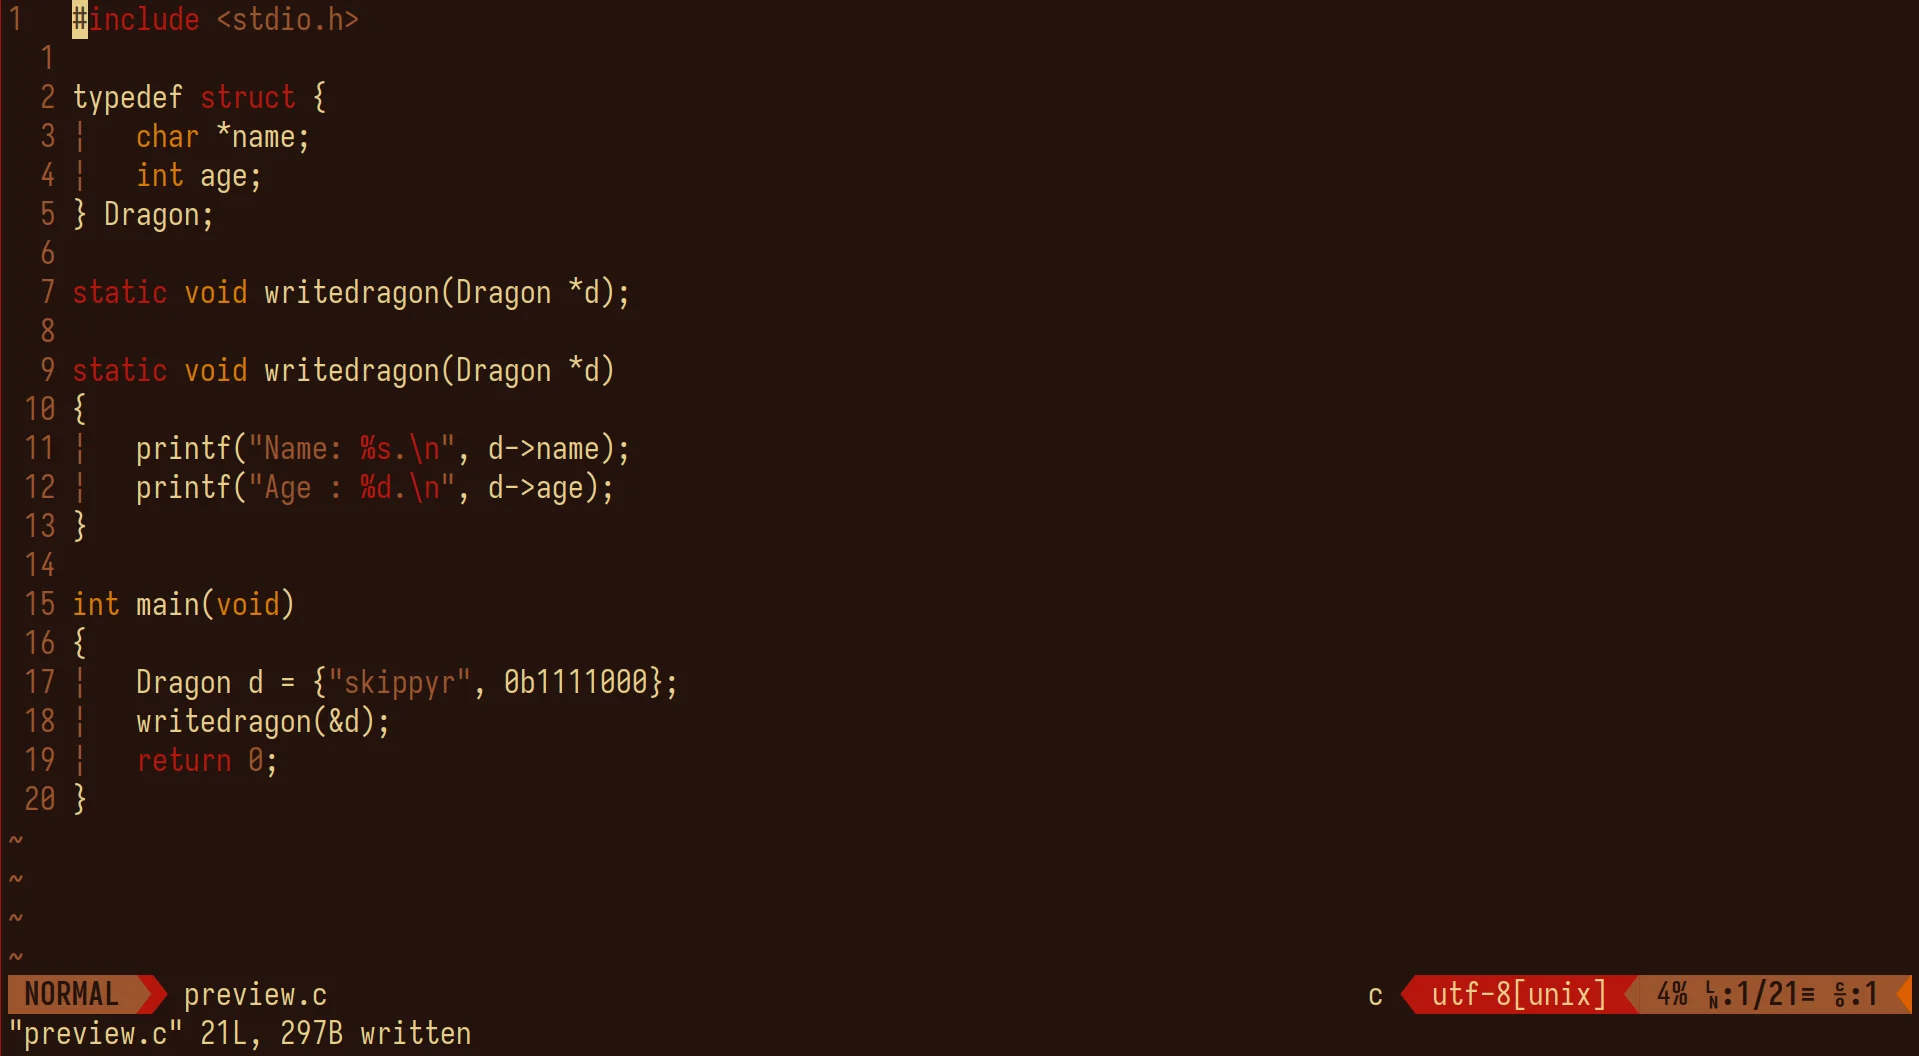 1   #include <stdio.h>
  1
  2 typedef struct {
  3 ¦   char *name;
  4 ¦   int age;
  5 } Dragon;
  6
  7 static void writedragon(Dragon *d);
  8
  9 static void writedragon(Dragon *d)
 10 {
 11 ¦   printf("Name: %s.\n", d->name);
 12 ¦   printf("Age : %d.\n", d->age);
 13 }
 14
 15 int main(void)
 16 {
 17 ¦   Dragon d = {"skippyr", 0b1111000};
 18 ¦   writedragon(&d);
 19 ¦   return 0;
 20 }
~
~
~
~
NORMAL preview.c c utf-8[unix] 4% LN:1/21≡ co:1
"preview.c" 21L, 297B written